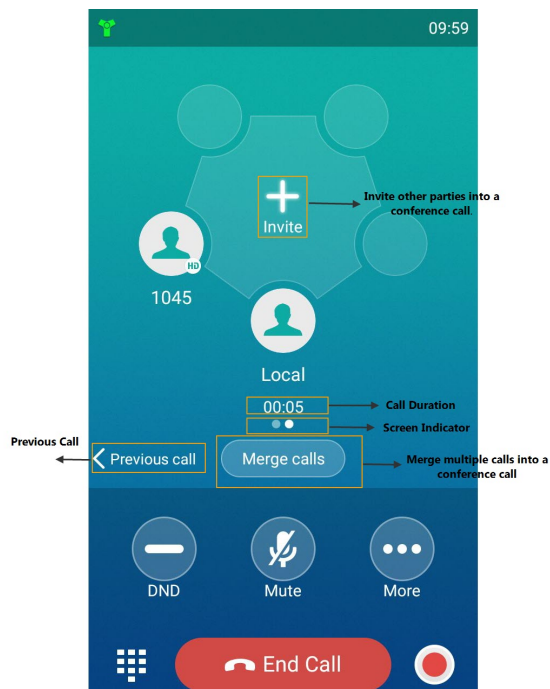 09:59
Invite
Invite other parties into a
conference call.
HD
1045
Local
00:05
Call Duration
Screen Indicator
Previous Call
Previous call
Merge calls
Merge multiple calls into a
conference call
DND
Mute
More
End Call